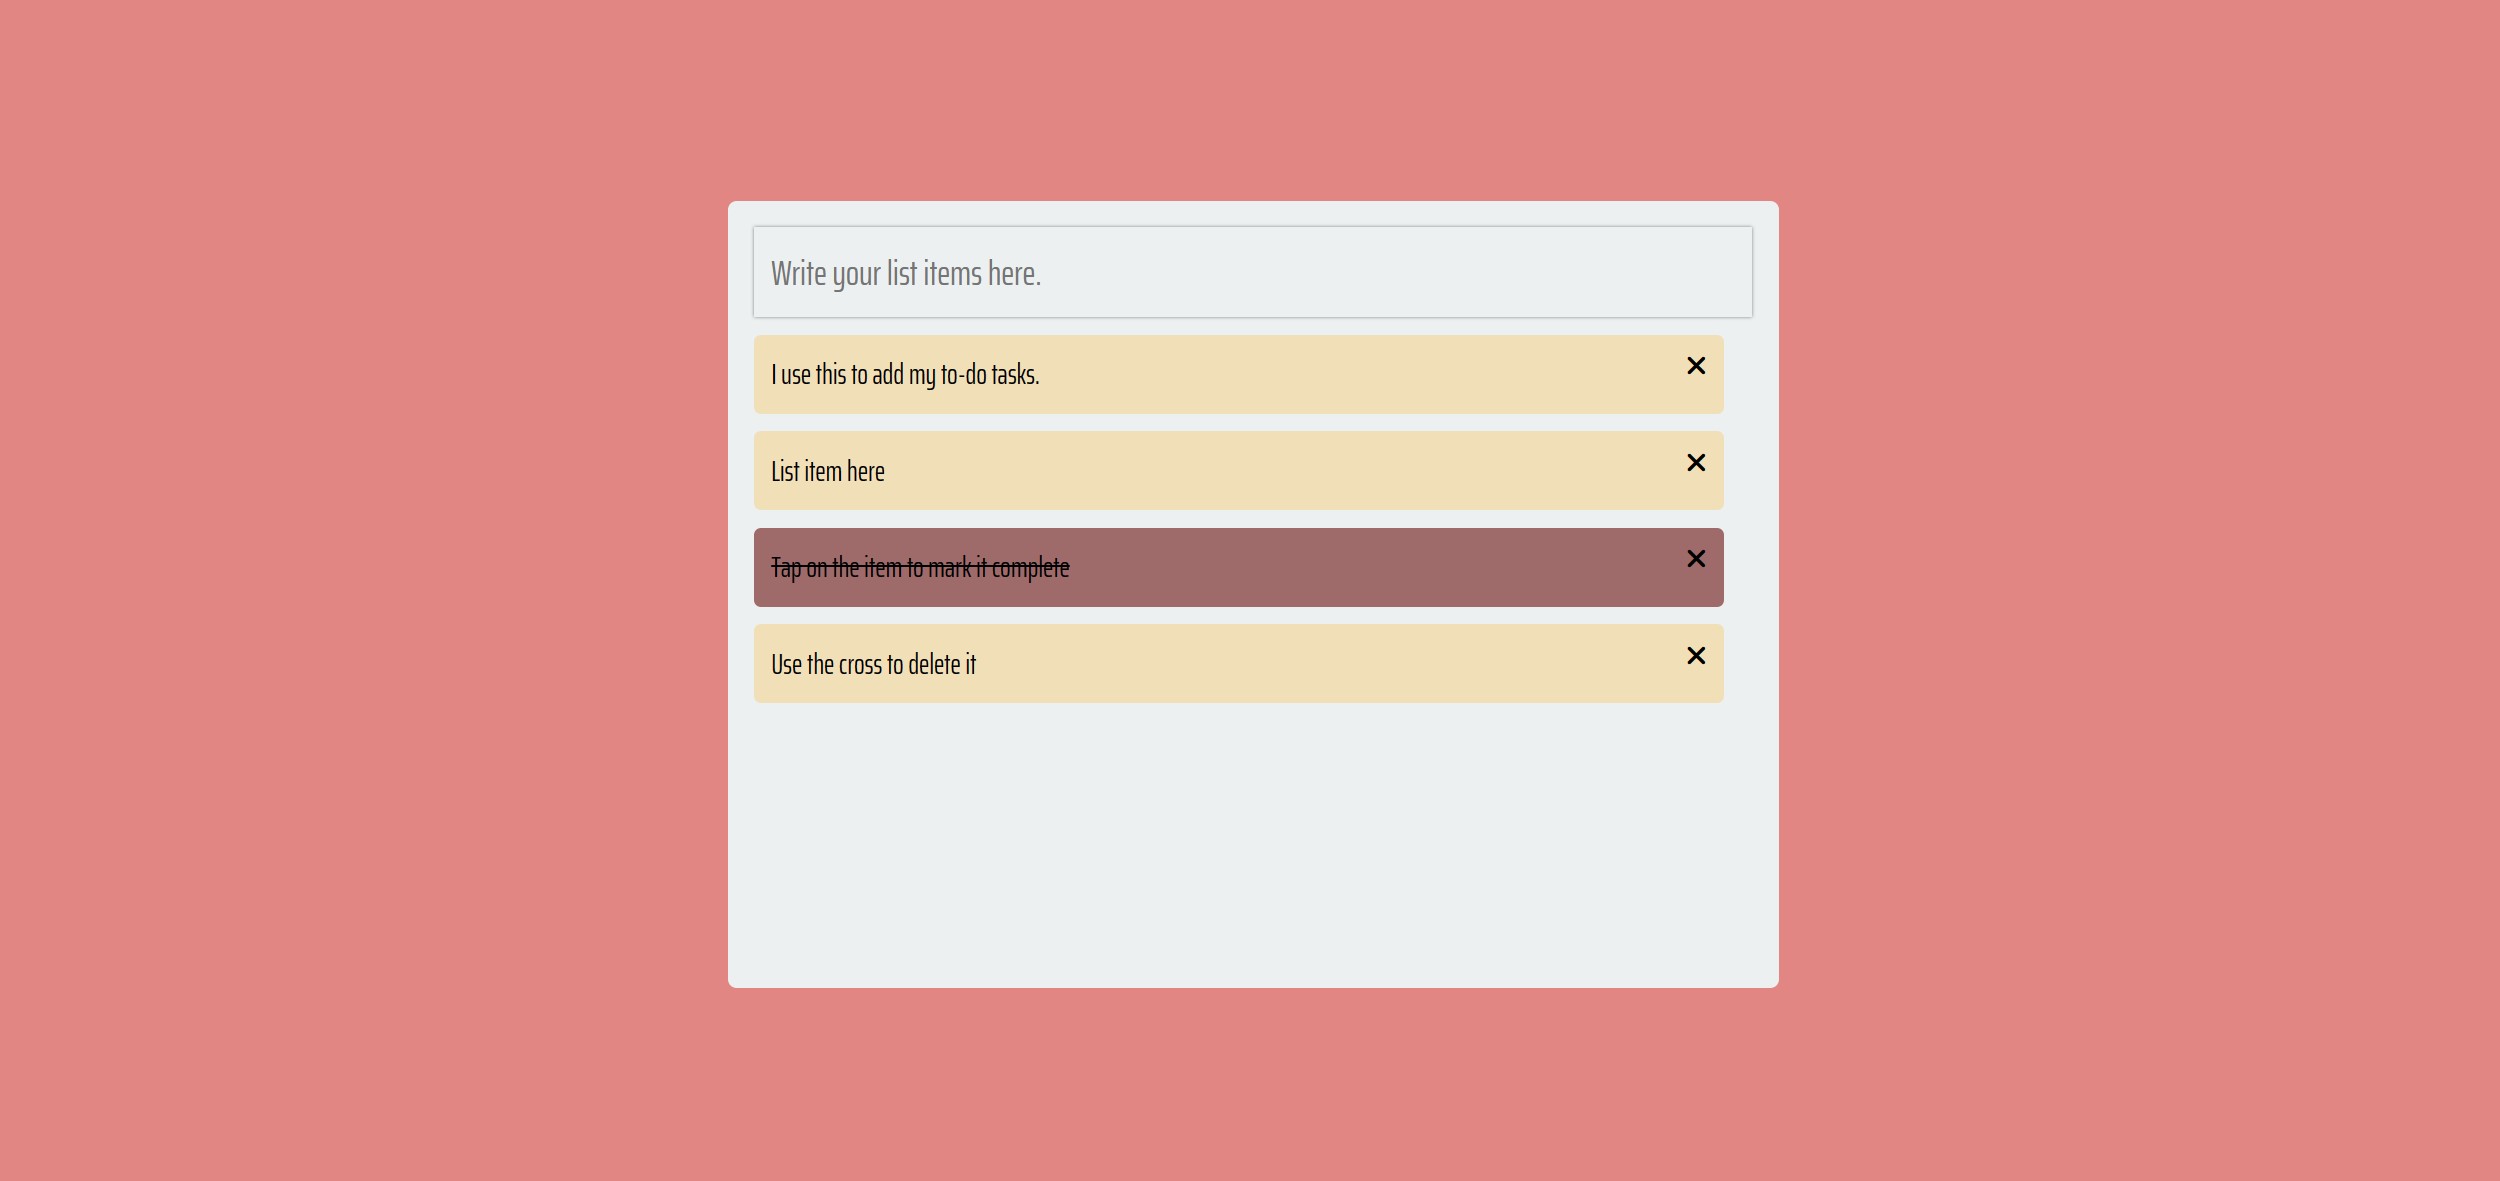 Write your list items here.
I use this to add my to-do tasks.
List item here
Tap on the item to mark it complete
Use the cross to delete it